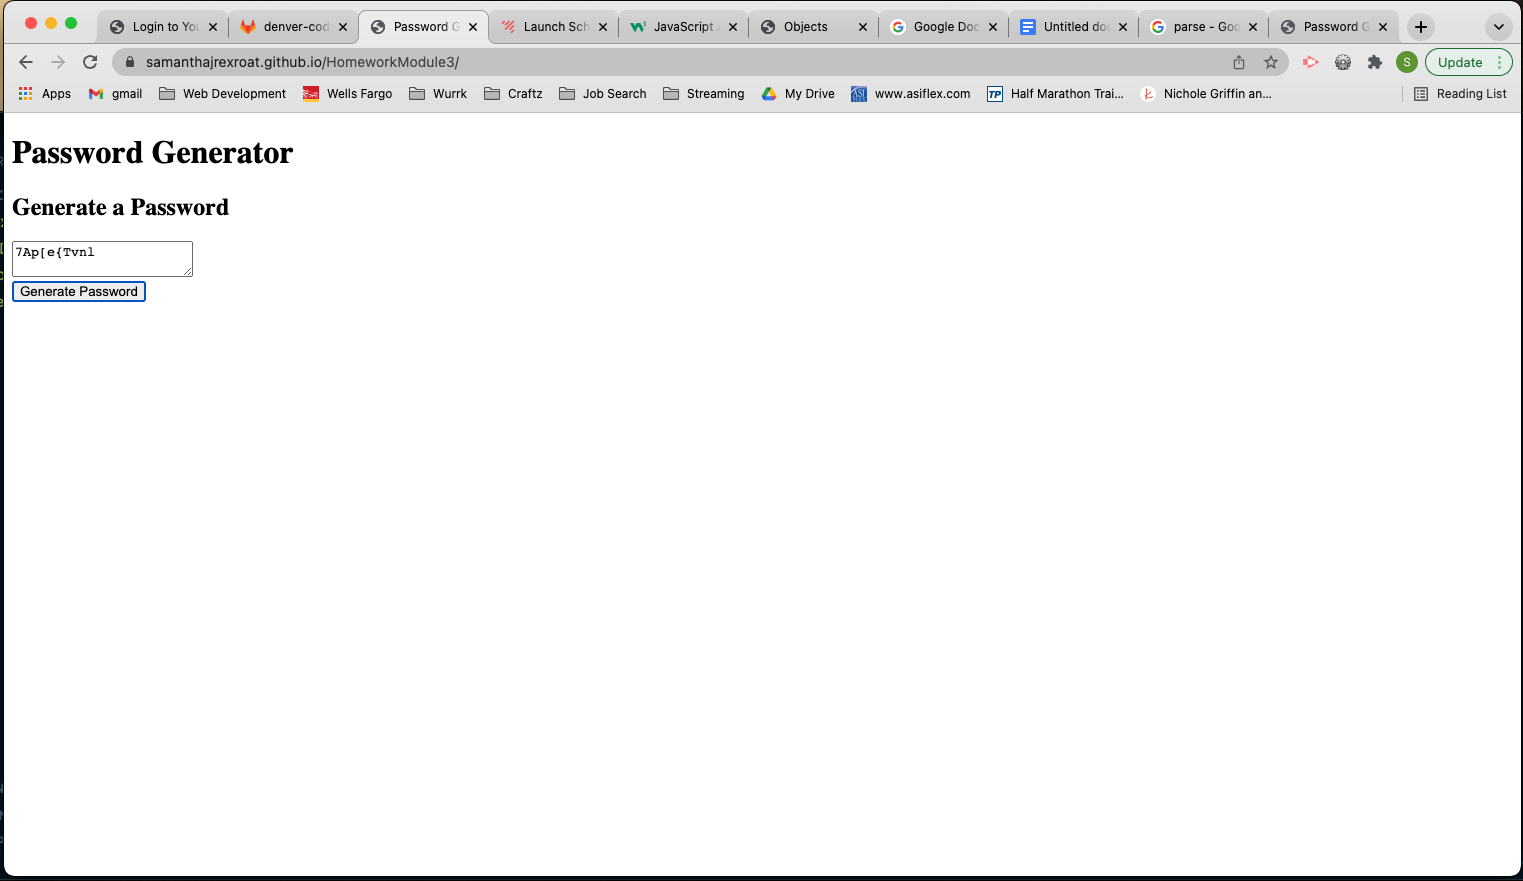 Login to You
denver-cod
Password G
Launch Sch
JavaScript A
Objects
Google Doc
Untitled doc
parse - Goo
Password G
samanthajrexroat.github.io/HomeworkModule3/
S
Update
Apps
gmail
Web Development
Wells Fargo
Wurrk
Craftz
Job Search
Streaming
My Drive
www.asiflex.com
TP
Half Marathon Trai...
Nichole Griffin an...
Reading List
Password Generator
Generate a Password
7Ap[e{Tvnl
Generate Password